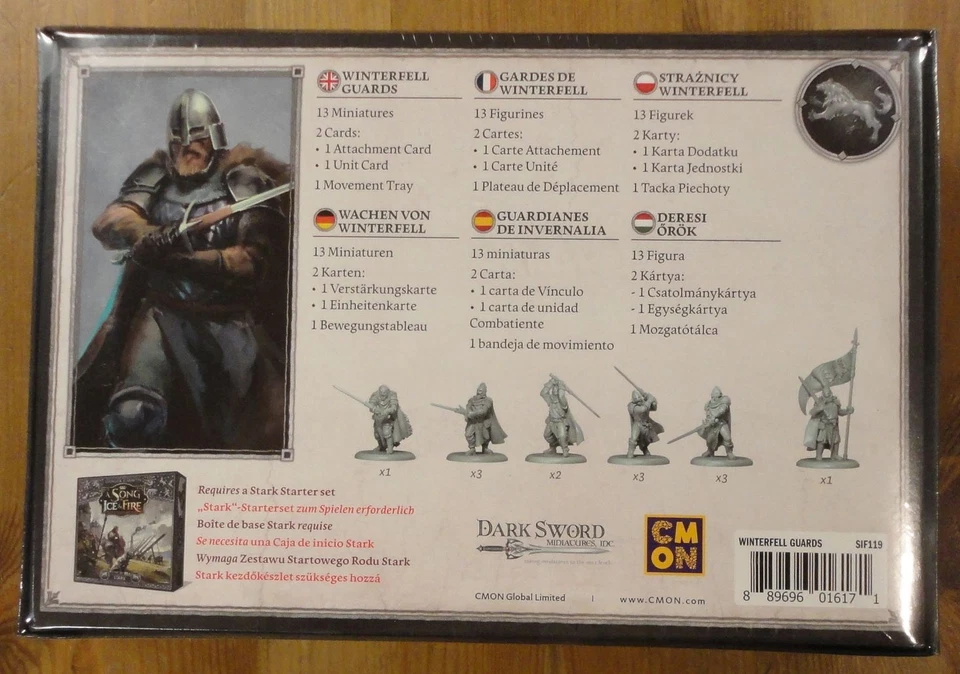 WINTERFELL
GUARDS
13 Miniatures
2 Cards:
• 1 Attachment Card
• 1 Unit Card
1 Movement Tray
GARDES DE
WINTERFELL
13 Figurines
2 Cartes:
• 1 Carte Attachement
• 1 Carte Unité
1 Plateau de Déplacement
STRAŹNICY
WINTERFELL
13 Figurek
2 Karty:
• 1 Karta Dodatku
• 1 Karta Jednostki
1 Tacka Piechoty
WACHEN VON
WINTERFELL
13 Miniaturen
2 Karten:
• 1 Verstärkungskarte
• 1 Einheitenkarte
1 Bewegungstableau
GUARDIANES
DE INVERNALIA
13 miniaturas
2 Carta:
• 1 carta de Vínculo
• 1 carta de unidad
Combatiente
1 bandeja de movimiento
DERESI
ŐRÖK
13 Figura
2 Kártya:
- 1 Csatolmánykártya
- 1 Egységkártya
1 Mozgatótálca
x1
x3
x2
x3
x3
x1
A SONG
OF
ICE & FIRE
Requires a Stark Starter set
„Stark"-Starterset zum Spielen erforderlich
Boîte de base Stark requise
Se necesita una Caja de inicio Stark
Wymaga Zestawu Startowego Rodu Stark
Stark kezdőkészlet szükséges hozzá
DARK SWORD
MINIATURES, INC.
CM
ON
CMON Global Limited | www.CMON.com
WINTERFELL GUARDS SIF119
8 89696 01617 1